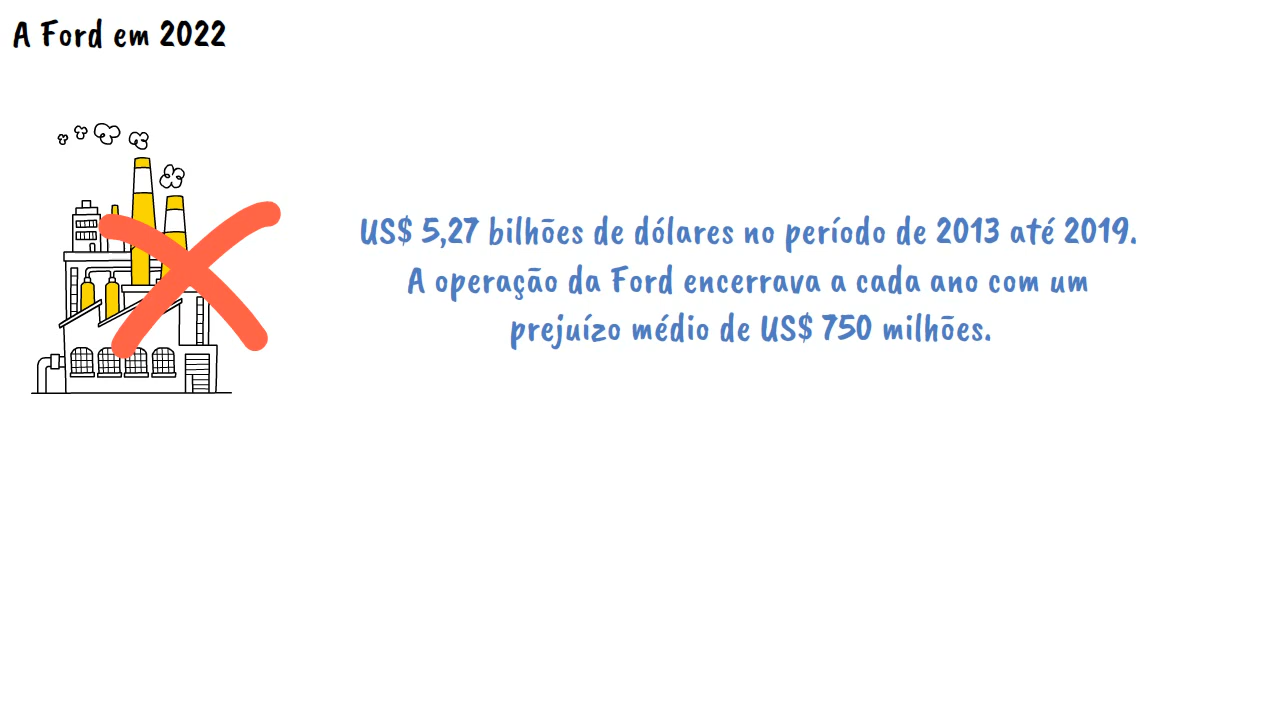 A Ford em 2022
US$ 5,27 bilhões de dólares no período de 2013 até 2019.
A operação da Ford encerrava a cada ano com um
prejuízo médio de US$ 750 milhões.